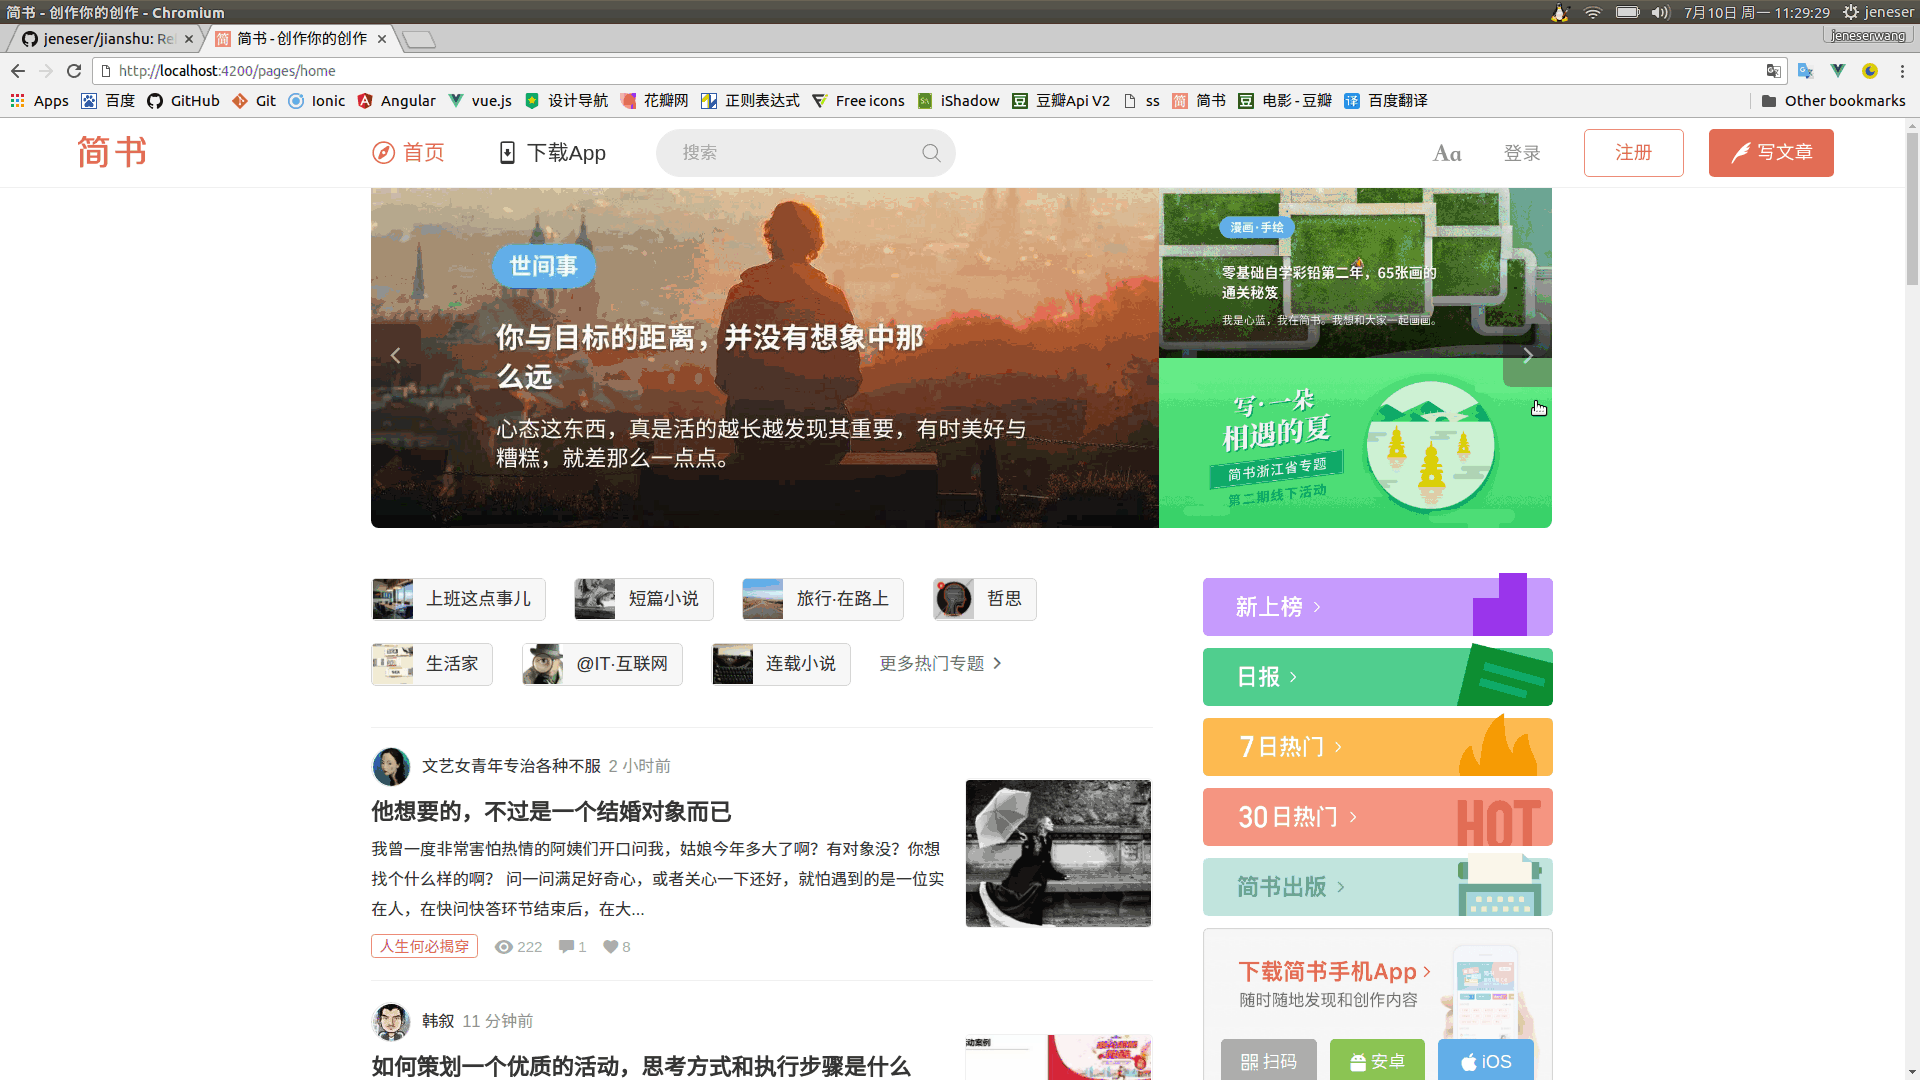 简书 - 创作你的创作 - Chromium
7月10日 周一 11:29:29
jeneser
jeneser/jianshu: Re
简书 - 创作你的创作
jeneserwang
http://localhost:4200/pages/home
Apps
百度
GitHub
Git
Ionic
Angular
vue.js
设计导航
花瓣网
正则表达式
Free icons
iShadow
豆瓣Api V2
ss
简书
电影 - 豆瓣
百度翻译
Other bookmarks
简书
首页
下载App
搜索
Aa
登录
注册
写文章
世间事
你与目标的距离，并没有想象中那
么远
心态这东西，真是活的越长越发现其重要，有时美好与
糟糕，就差那么一点点。
漫画·手绘
零基础自学彩铅第二年，65张画的
通关秘笈
我是心蓝，我在简书。我想和大家一起画画。
写·一朵
相遇的夏
简书浙江省专题
第二期线下活动
上班这点事儿
短篇小说
旅行·在路上
哲思
生活家
@IT·互联网
连载小说
更多热门专题
新上榜
日报
7日热门
30日热门
HOT
简书出版
文艺女青年专治各种不服 2 小时前
他想要的，不过是一个结婚对象而已
我曾一度非常害怕热情的阿姨们开口问我，姑娘今年多大了啊？有对象没？你想
找个什么样的啊？ 问一问满足好奇心，或者关心一下还好，就怕遇到的是一位实
在人，在快问快答环节结束后，在大...
人生何必揭穿
222
1
8
韩叙 11 分钟前
如何策划一个优质的活动，思考方式和执行步骤是什么
动案例
下载简书手机App
随时随地发现和创作内容
扫码
安卓
iOS